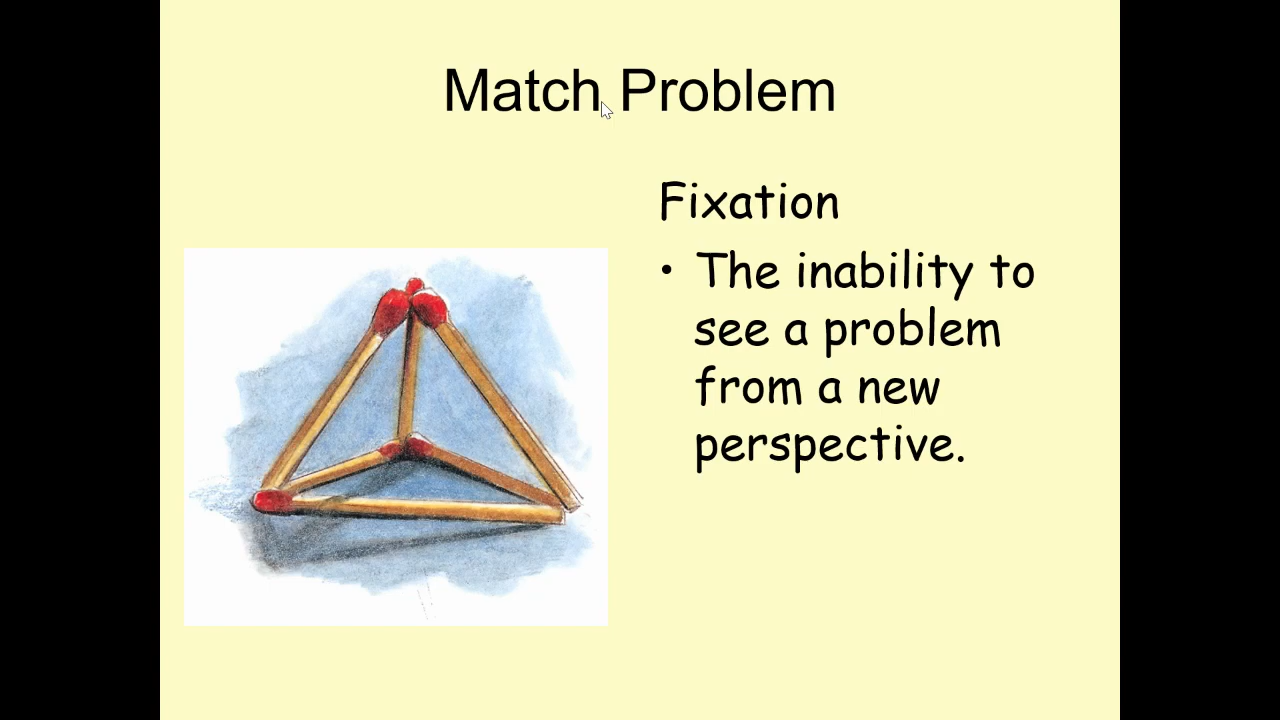 Match Problem
Fixation
• The inability to
see a problem
from a new
perspective.